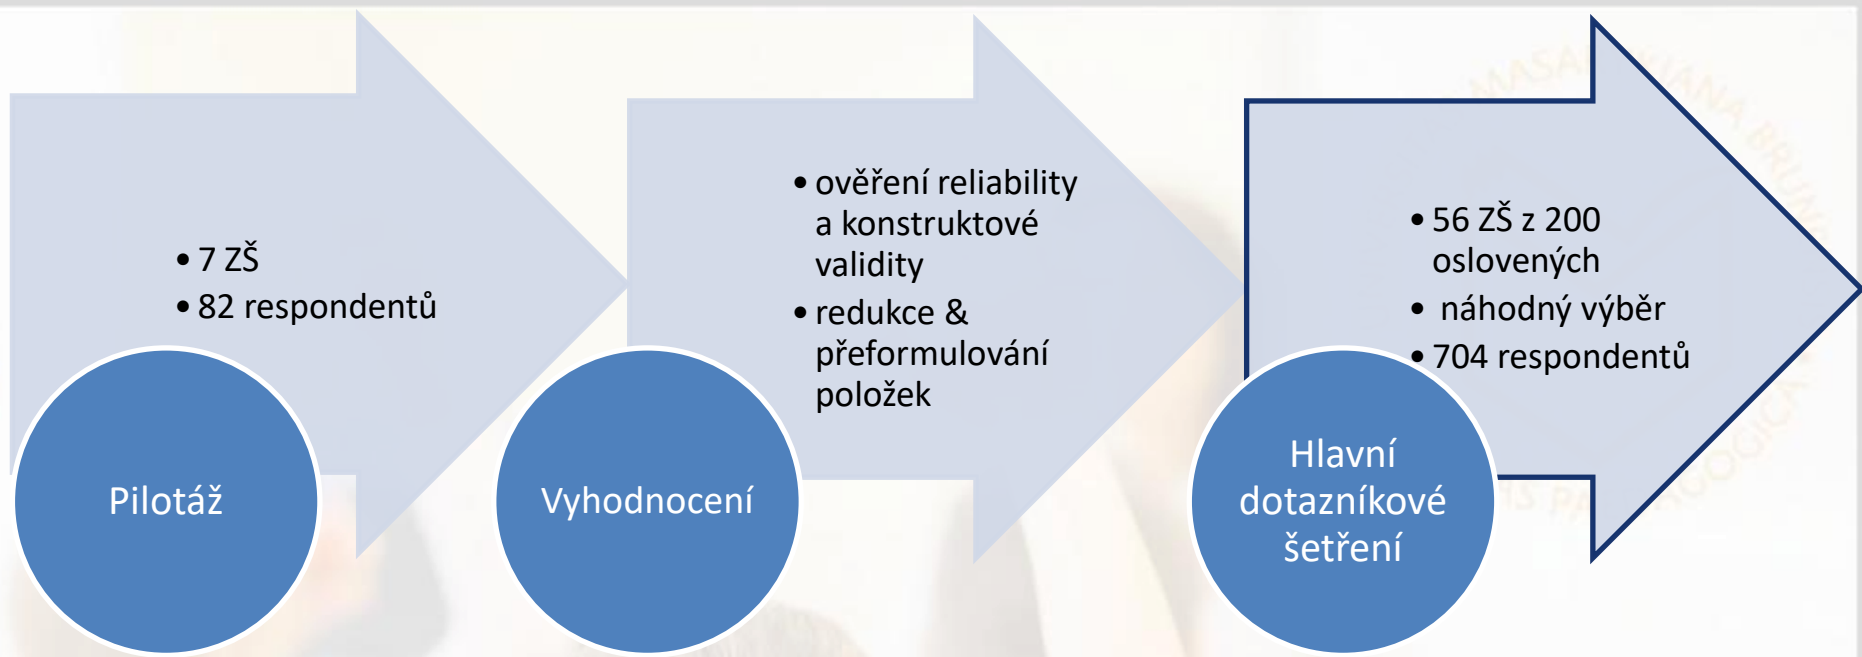 • 7 ZŠ
• 82 respondentů
Pilotáž
• ověření reliability
a konstruktové
validity
• redukce &
přeformulování
položek
Vyhodnocení
• 56 ZŠ z 200
oslovených
• náhodný výběr
• 704 respondentů
Hlavní
dotazníkové
šetření